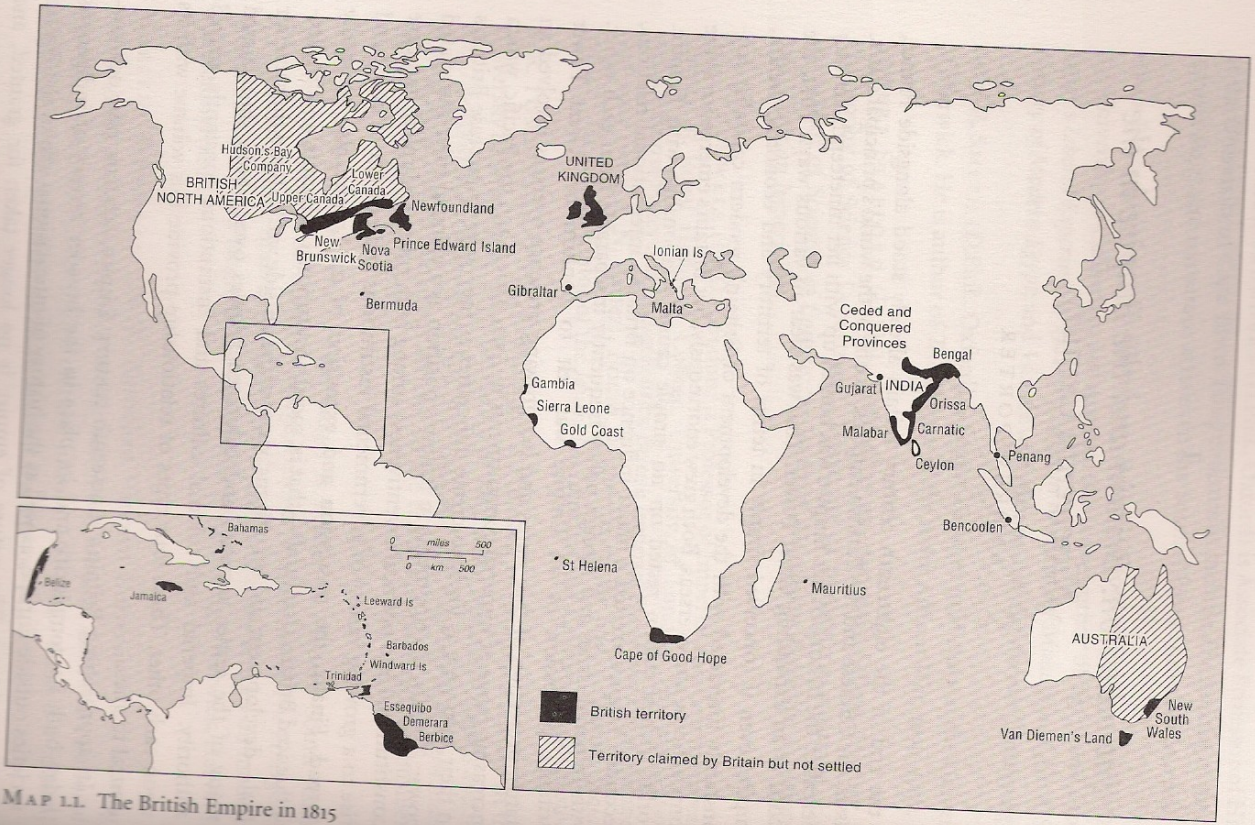 Hudson's Bay
Company
BRITISH
NORTH AMERICA
Upper Canada
Lower
Canada
Newfoundland
Prince Edward Island
New
Brunswick
Nova
Scotia
Bermuda
UNITED
KINGDOM
Ionian Is
Gibraltar
Malta
Gambia
Sierra Leone
Gold Coast
Ceded and
Conquered
Provinces
Bengal
Gujarat
INDIA
Orissa
Malabar
Carnatic
Ceylon
Penang
Bencoolen
St Helena
Mauritius
Cape of Good Hope
AUSTRALIA
New
South
Wales
Van Diemen's Land
Bahamas
0 miles 500
0 km 500
Belize
Jamaica
Leeward Is
Barbados
Windward Is
Trinidad
Essequibo
Demerara
Berbice
British territory
Territory claimed by Britain but not settled
MAP 1.1. The British Empire in 1815